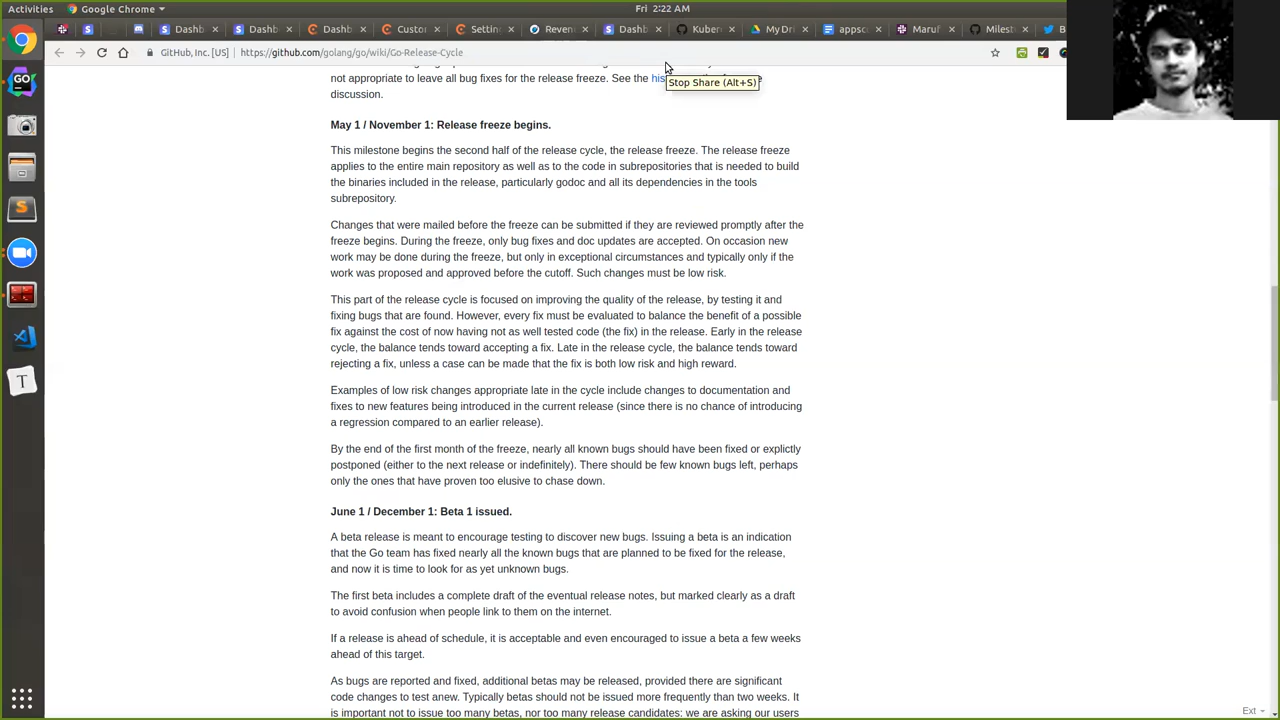 Activities
Google Chrome
Fri 2:22 AM
Dashb
Dashb
Dashb
Custor
Settin
Reven
Dashb
Kuber
My Dri
appsc
Maruf
Milest
B
GitHub, Inc. [US]
https://github.com/golang/go/wiki/Go-Release-Cycle
not appropriate to leave all bug fixes for the release freeze. See the his
Stop Share (Alt+S)
discussion.
May 1 / November 1: Release freeze begins.
This milestone begins the second half of the release cycle, the release freeze. The release freeze
applies to the entire main repository as well as to the code in subrepositories that is needed to build
the binaries included in the release, particularly godoc and all its dependencies in the tools
subrepository.
Changes that were mailed before the freeze can be submitted if they are reviewed promptly after the
freeze begins. During the freeze, only bug fixes and doc updates are accepted. On occasion new
work may be done during the freeze, but only in exceptional circumstances and typically only if the
work was proposed and approved before the cutoff. Such changes must be low risk.
This part of the release cycle is focused on improving the quality of the release, by testing it and
fixing bugs that are found. However, every fix must be evaluated to balance the benefit of a possible
fix against the cost of now having not as well tested code (the fix) in the release. Early in the release
cycle, the balance tends toward accepting a fix. Late in the release cycle, the balance tends toward
rejecting a fix, unless a case can be made that the fix is both low risk and high reward.
Examples of low risk changes appropriate late in the cycle include changes to documentation and
fixes to new features being introduced in the current release (since there is no chance of introducing
a regression compared to an earlier release).
By the end of the first month of the freeze, nearly all known bugs should have been fixed or explicitly
postponed (either to the next release or indefinitely). There should be few known bugs left, perhaps
only the ones that have proven too elusive to chase down.
June 1 / December 1: Beta 1 issued.
A beta release is meant to encourage testing to discover new bugs. Issuing a beta is an indication
that the Go team has fixed nearly all the known bugs that are planned to be fixed for the release,
and now it is time to look for as yet unknown bugs.
The first beta includes a complete draft of the eventual release notes, but marked clearly as a draft
to avoid confusion when people link to them on the internet.
If a release is ahead of schedule, it is acceptable and even encouraged to issue a beta a few weeks
ahead of this target.
As bugs are reported and fixed, additional betas may be released, provided there are significant
code changes to test anew. Typically betas should not be issued more frequently than two weeks. It
is important not to issue too many betas, nor too many release candidates: we are asking our users
Ext